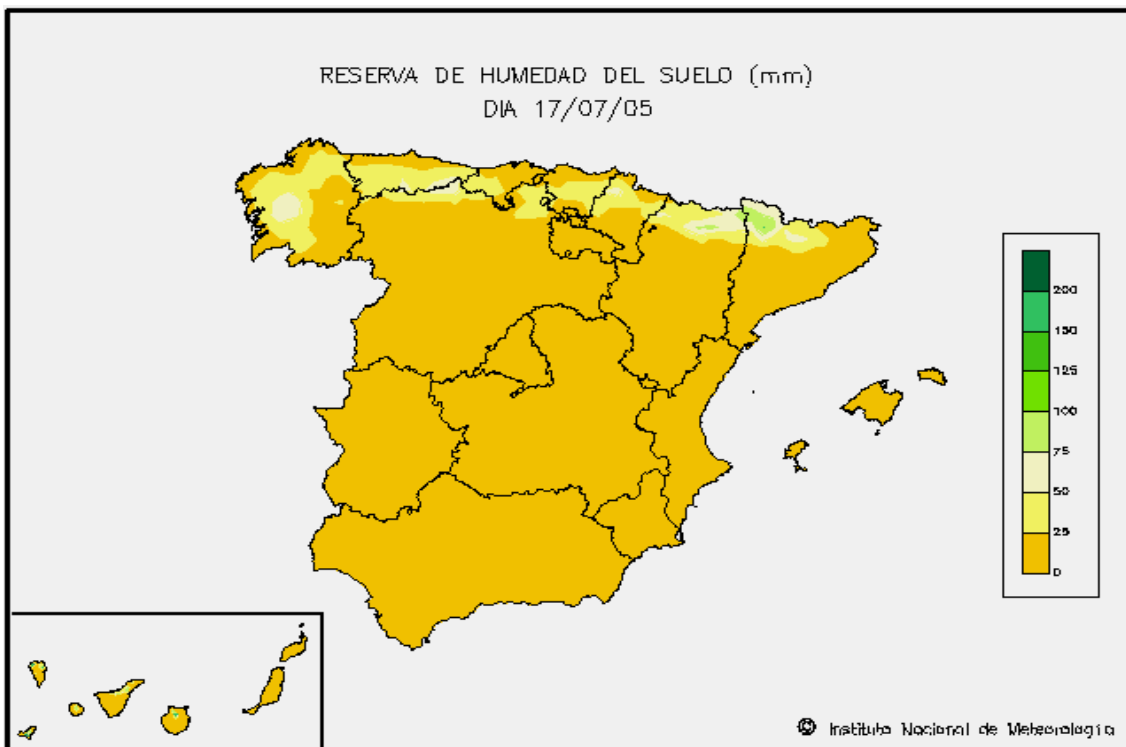 RESERVA DE HUMEDAD DEL SUELO (mm)
DIA 17/07/05
200
150
125
100
75
50
25
0
© Instituto Nacional de Meteorología